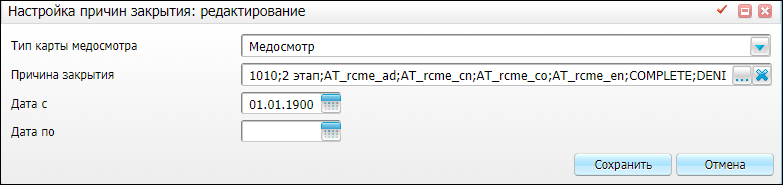 Настройка причин закрытия: редактирование
Тип карты медосмотра Медосмотр
Причина закрытия 1010;2 этап;AT_rcme_ad;AT_rcme_cn;AT_rcme_co;AT_rcme_en;COMPLETE;DENI ...
Дата с 01.01.1900
Дата по
Сохранить Отмена